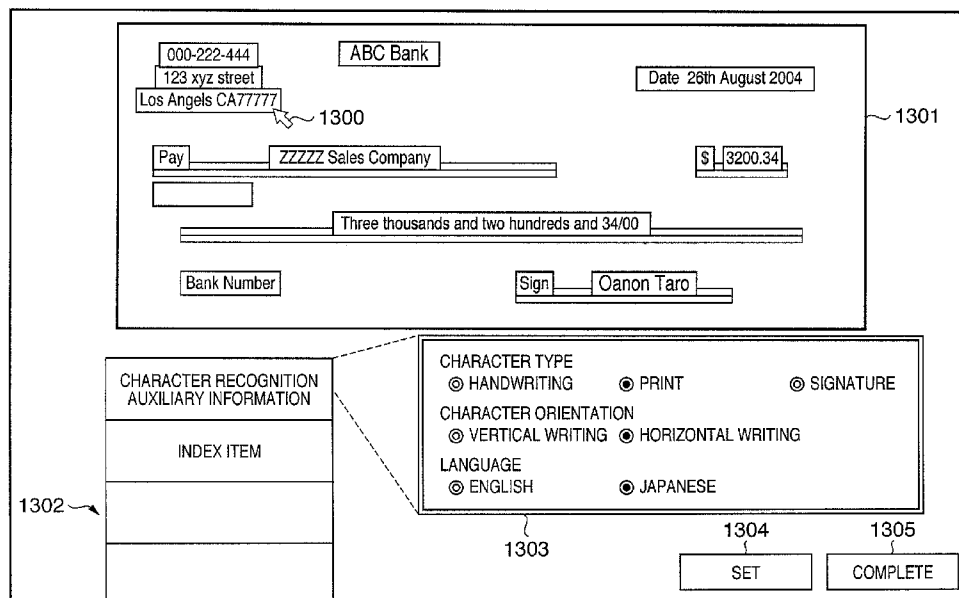 000-222-444
ABC Bank
123 xyz street
Date 26th August 2004
Los Angels CA77777
1300
1301
Pay
ZZZZZ Sales Company
$ 3200.34
Three thousands and two hundreds and 34/00
Bank Number
Sign
Oanon Taro
CHARACTER RECOGNITION
AUXILIARY INFORMATION
INDEX ITEM
1302
CHARACTER TYPE
HANDWRITING PRINT SIGNATURE
CHARACTER ORIENTATION
VERTICAL WRITING HORIZONTAL WRITING
LANGUAGE
ENGLISH JAPANESE
1303
1304
1305
SET
COMPLETE